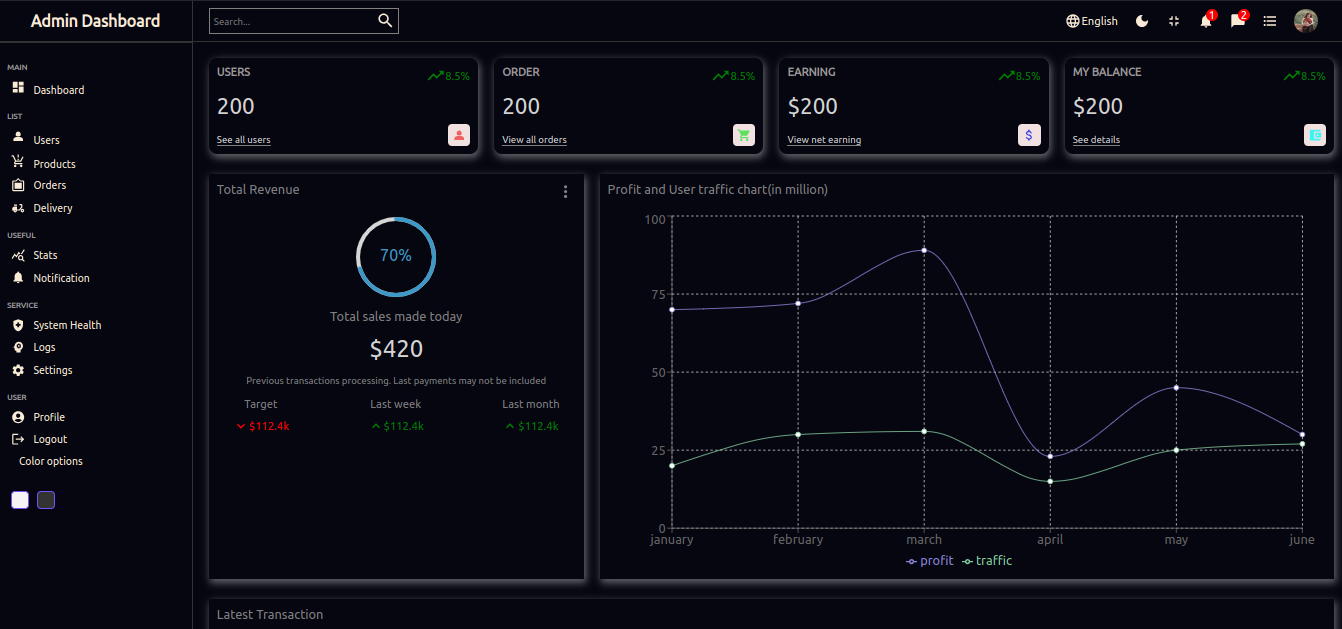 Admin Dashboard
Search...
English
1
2
MAIN
Dashboard
LIST
Users
Products
Orders
Delivery
USEFUL
Stats
Notification
SERVICE
System Health
Logs
Settings
USER
Profile
Logout
Color options
USERS
8.5%
200
See all users
ORDER
8.5%
200
View all orders
EARNING
8.5%
$200
View net earning
$
MY BALANCE
8.5%
$200
See details
Total Revenue
70%
Total sales made today
$420
Previous transactions processing. Last payments may not be included
Target
Last week
Last month
$112.4k
$112.4k
$112.4k
Profit and User traffic chart(in million)
100
75
50
25
0
january
february
march
april
may
june
profit
traffic
Latest Transaction